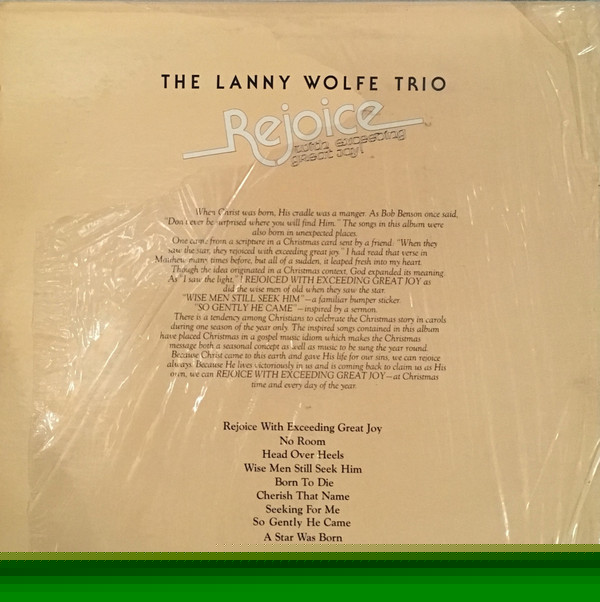 THE LANNY WOLFE TRIO
Rejoice
with exceeding
great joy!
When Christ was born, His cradle was a manger. As Bob Benson once said,
"Don't ever be surprised where you will find Him." The songs in this album were
also born in unexpected places.
One came from a scripture in a Christmas card sent by a friend: "When they
saw the star, they rejoiced with exceeding great joy." I had read that verse in
Matthew many times before, but all of a sudden, it leaped fresh into my heart.
Though the idea originated in a Christmas context, God expanded its meaning.
As "I saw the light," I REJOICED WITH EXCEEDING GREAT JOY as
did the wise men of old when they saw the star.
"WISE MEN STILL SEEK HIM"—a familiar bumper sticker.
"SO GENTLY HE CAME"—inspired by a sermon.
There is a tendency among Christians to celebrate the Christmas story in carols
during one season of the year only. The inspired songs contained in this album
have placed Christmas in a gospel music idiom which makes the Christmas
message both a seasonal concept as well as music to be sung the year round.
Because Christ came to this earth and gave His life for our sins, we can rejoice
always. Because He lives victoriously in us and is coming back to claim us as His
own, we can REJOICE WITH EXCEEDING GREAT JOY—at Christmas
time and every day of the year.
Rejoice With Exceeding Great Joy
No Room
Head Over Heels
Wise Men Still Seek Him
Born To Die
Cherish That Name
Seeking For Me
So Gently He Came
A Star Was Born